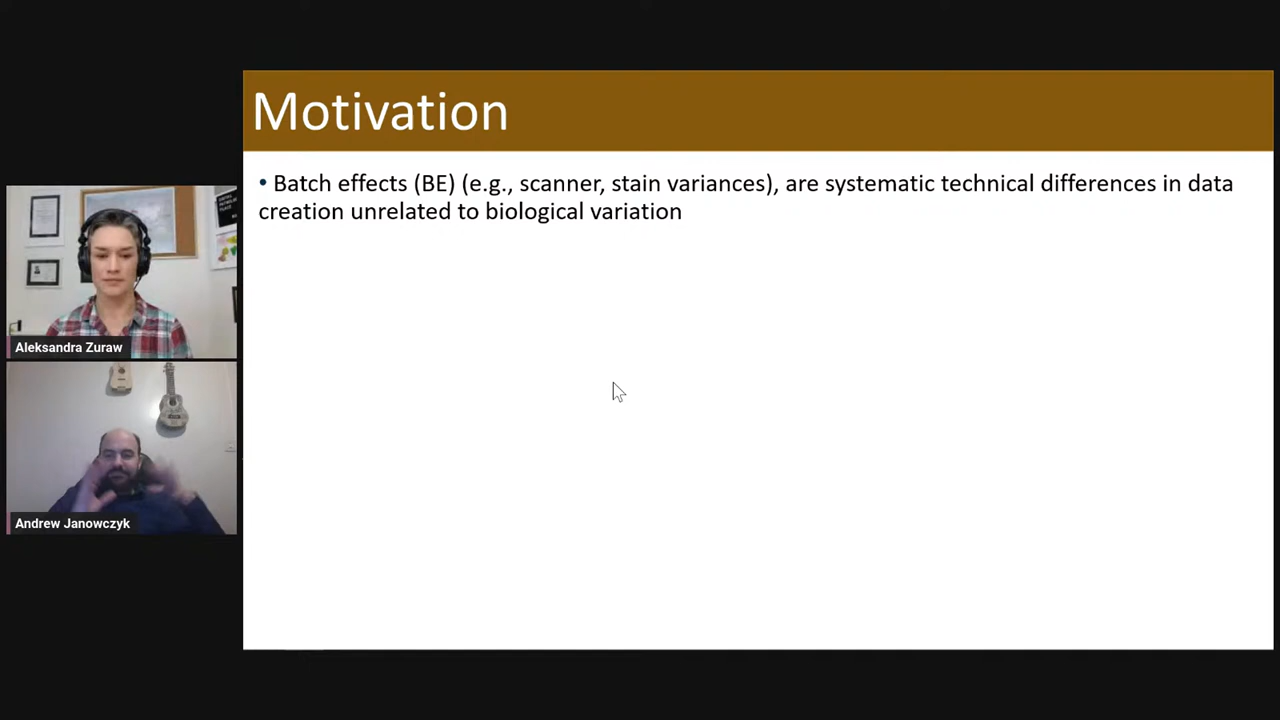 Motivation
• Batch effects (BE) (e.g., scanner, stain variances), are systematic technical differences in data
creation unrelated to biological variation
Aleksandra Zuraw
Andrew Janowczyk